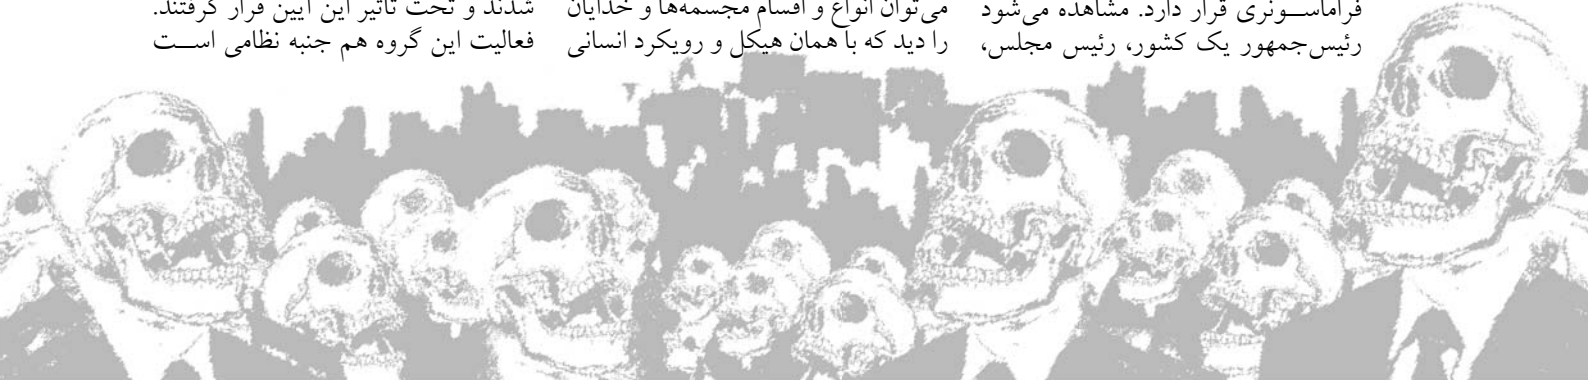 فراماسونری قرار دارد. مشاهده می‌شود
رئیس‌جمهور یک کشور، رئیس مجلس،
می‌توان انواع و اقسام مجسمه‌ها و خدایان
را دید که با همان هیکل و رویکرد انسانی
شدند و تحت تاثیر این آیین قرار گرفتند.
فعالیت این گروه هم جنبه نظامی است